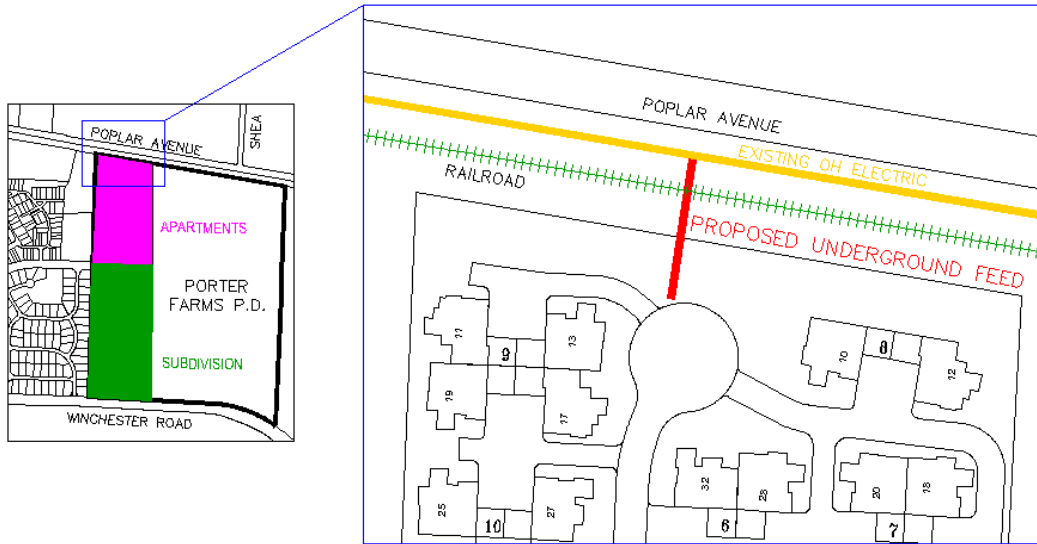 POPLAR AVENUE
SHEA
APARTMENTS
PORTER
FARMS P.D.
SUBDIVISION
WINCHESTER ROAD
POPLAR AVENUE
EXISTING OH ELECTRIC
RAILROAD
PROPOSED UNDERGROUND FEED
11
9
13
19
17
25
10
27
10
8
12
32
28
6
20
18
7